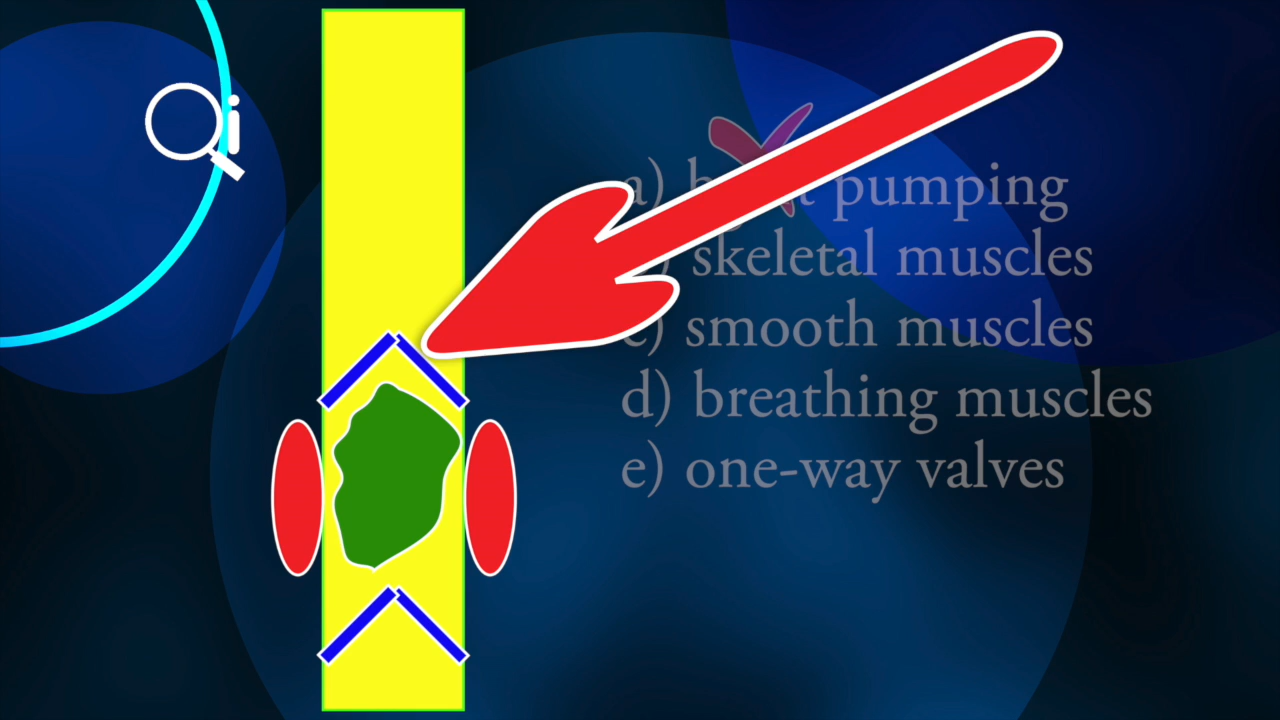 a) pumping
skeletal muscles
c) smooth muscles
d) breathing muscles
e) one-way valves